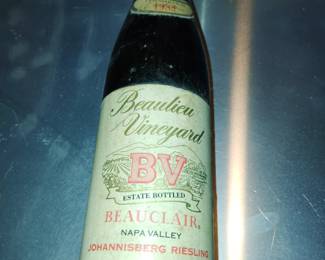 Beaulieu
Vineyard
BV
ESTATE BOTTLED
BEAUCLAIR®
NAPA VALLEY
JOHANNISBERG RIESLING